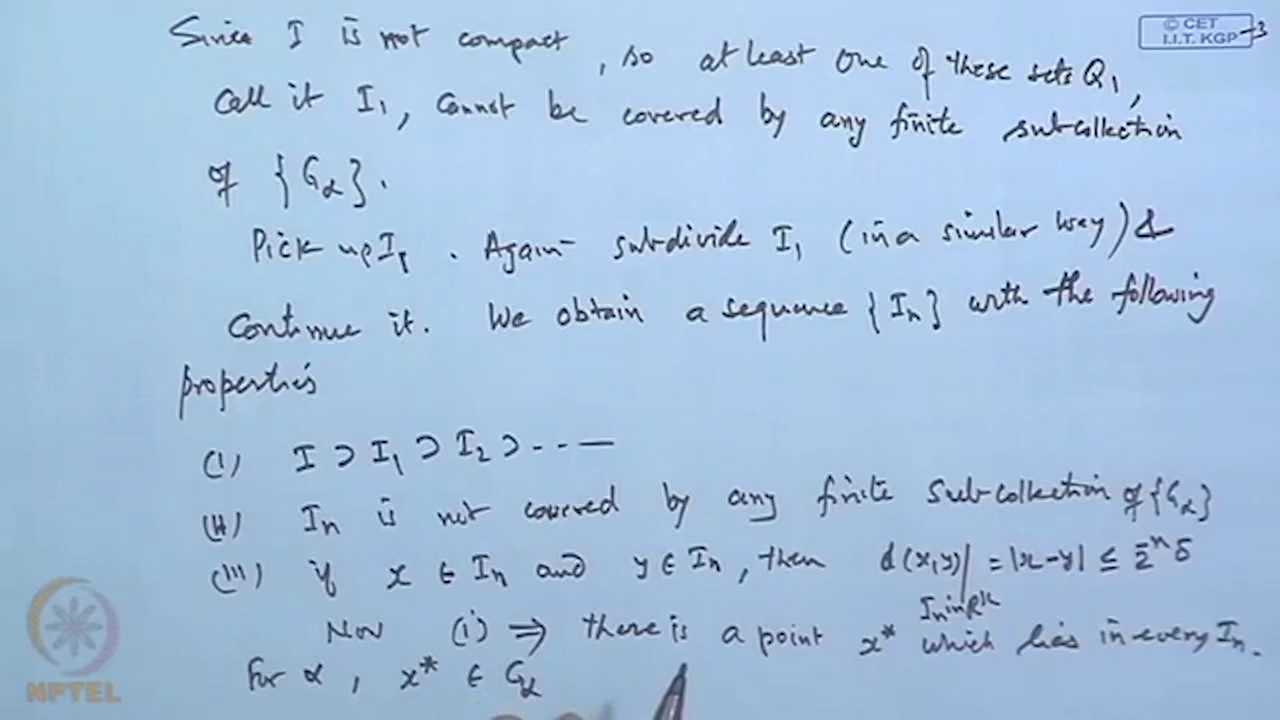 © CET
I.I.T. KGP
Since I is not compact, so at least one of these sets Q₁,
call it I₁, cannot be covered by any finite subcollection
of {Gα}.
Pick up I₁. Again subdivide I₁ (in a similar way) &
Continue it. We obtain a sequence {Iₙ} with the following
properties
(I) I ⊃ I₁ ⊃ I₂ ⊃ ---
(II) Iₙ is not covered by any finite sub-collection of {Gα}
(III) if x ∈ Iₙ and y ∈ Iₙ, then d(x,y)| = |x-y| ≤ 2⁻ⁿ δ
Iₙ in Rᵏ
Now (i) ⇒ there is a point x* which lies in every Iₙ.
For α, x* ∈ Gα
NPTEL